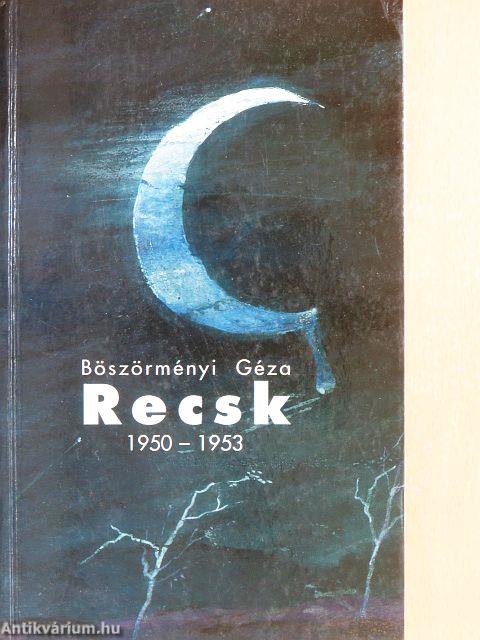 Böszörményi Géza
Recsk
1950 – 1953
Antikvárium.hu